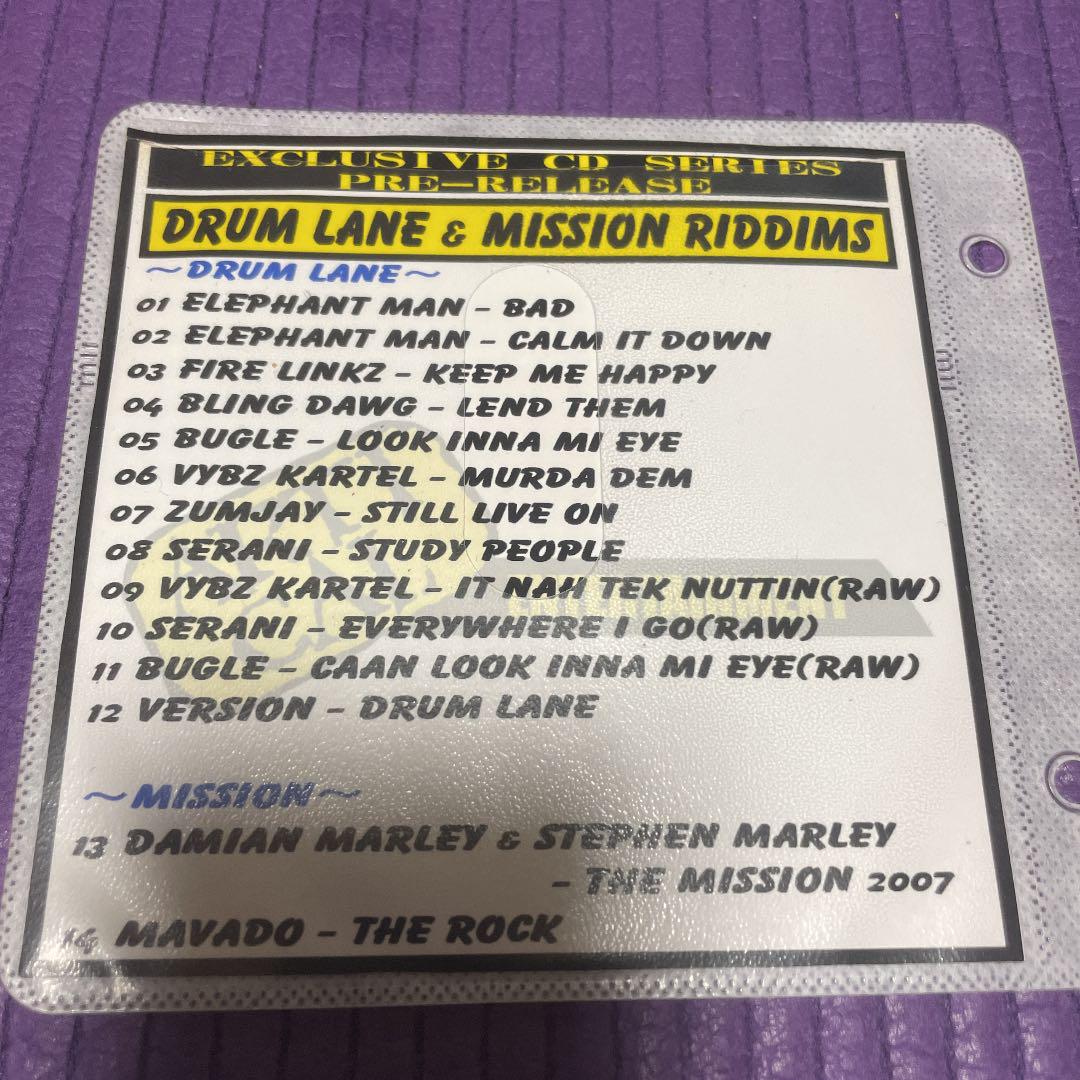 EXCLUSIVE CD SERIES
PRE-RELEASE
DRUM LANE & MISSION RIDDIMS
~DRUM LANE~
01 ELEPHANT MAN - BAD
02 ELEPHANT MAN - CALM IT DOWN
03 FIRE LINKZ - KEEP ME HAPPY
04 BLING DAWG - LEND THEM
05 BUGLE - LOOK INNA MI EYE
06 VYBZ KARTEL - MURDA DEM
07 ZUMJAY - STILL LIVE ON
08 SERANI - STUDY PEOPLE
09 VYBZ KARTEL - IT NAH TEK NUTTIN(RAW)
ENTERTAINMENT
10 SERANI - EVERYWHERE I GO(RAW)
11 BUGLE - CAAN LOOK INNA MI EYE(RAW)
12 VERSION - DRUM LANE
~MISSION~
13 DAMIAN MARLEY & STEPHEN MARLEY
- THE MISSION 2007
14 MAVADO - THE ROCK